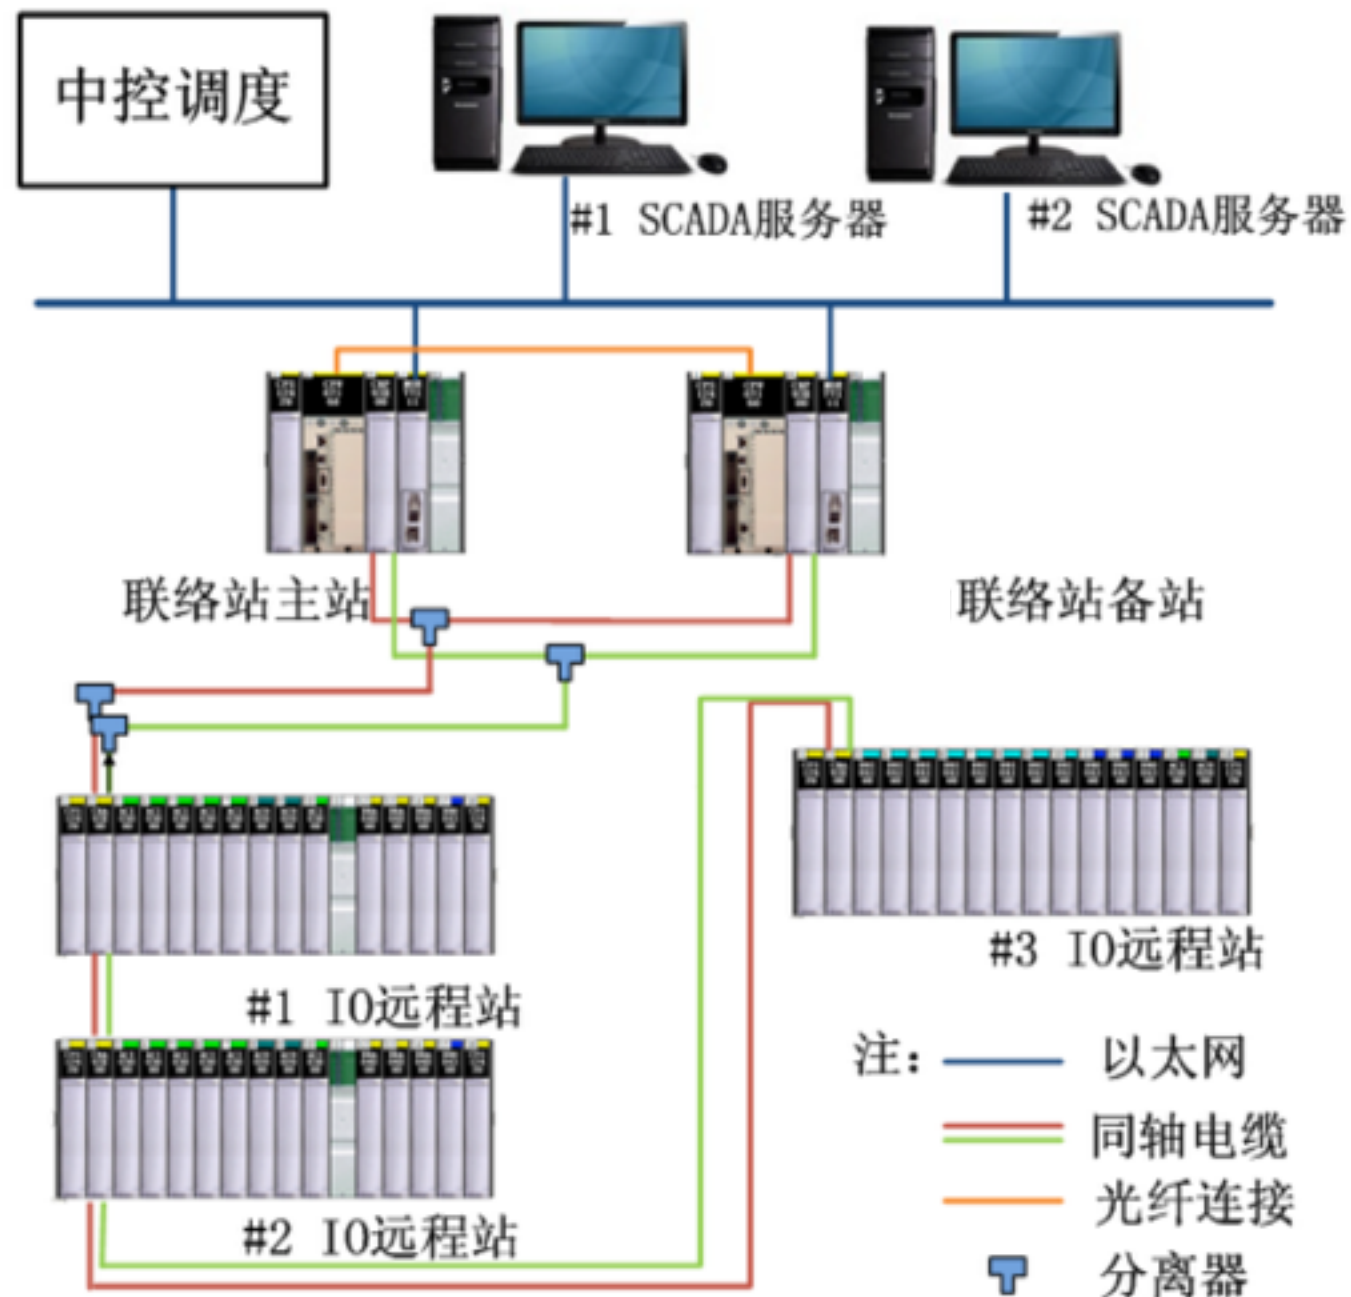 中控调度
#1 SCADA服务器
#2 SCADA服务器
联络站主站
联络站备站
#3 IO远程站
#1 IO远程站
#2 IO远程站
注：
以太网
同轴电缆
光纤连接
分离器